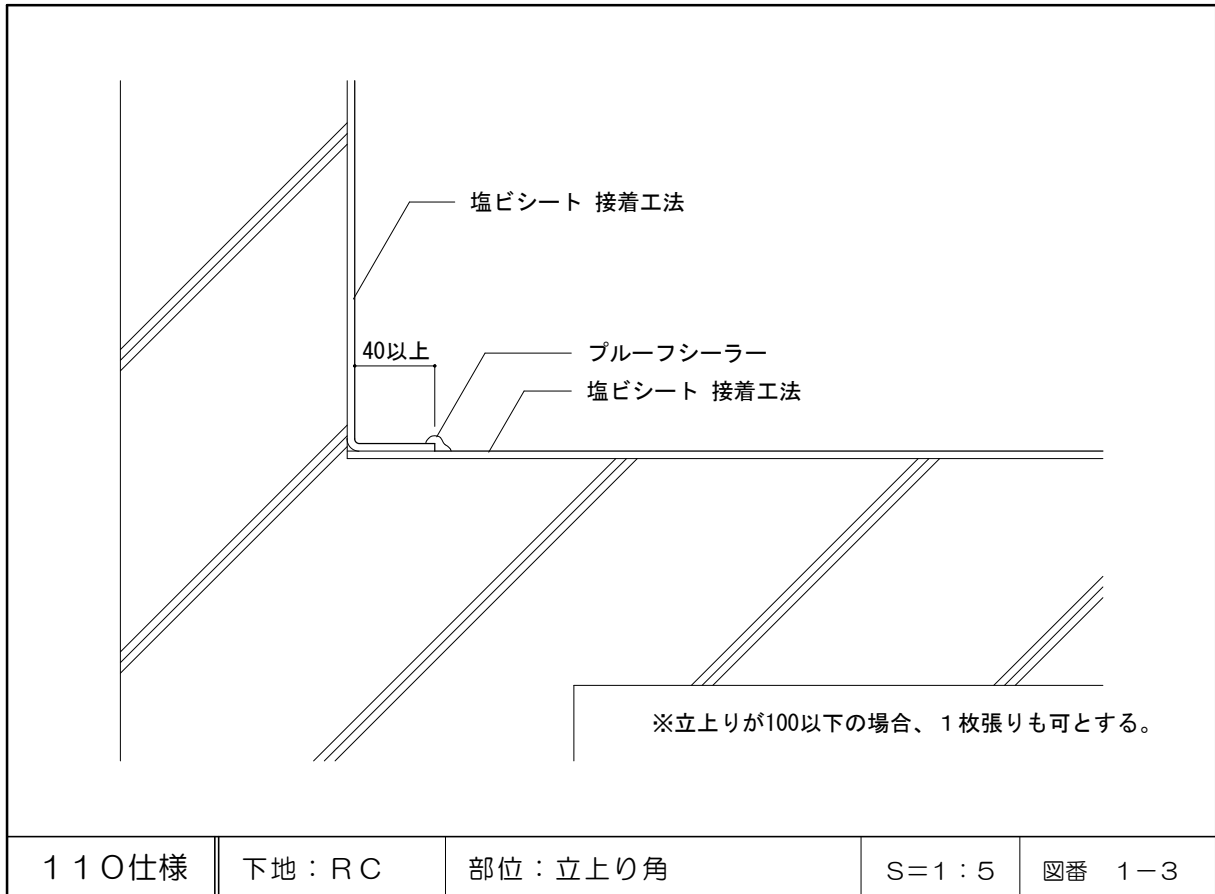 塩ビシート 接着工法
40以上
プルーフシーラー
塩ビシート 接着工法
※立上りが100以下の場合、１枚張りも可とする。
１１０仕様 下地：ＲＣ 部位：立上り角 S=１：５ 図番 １−３